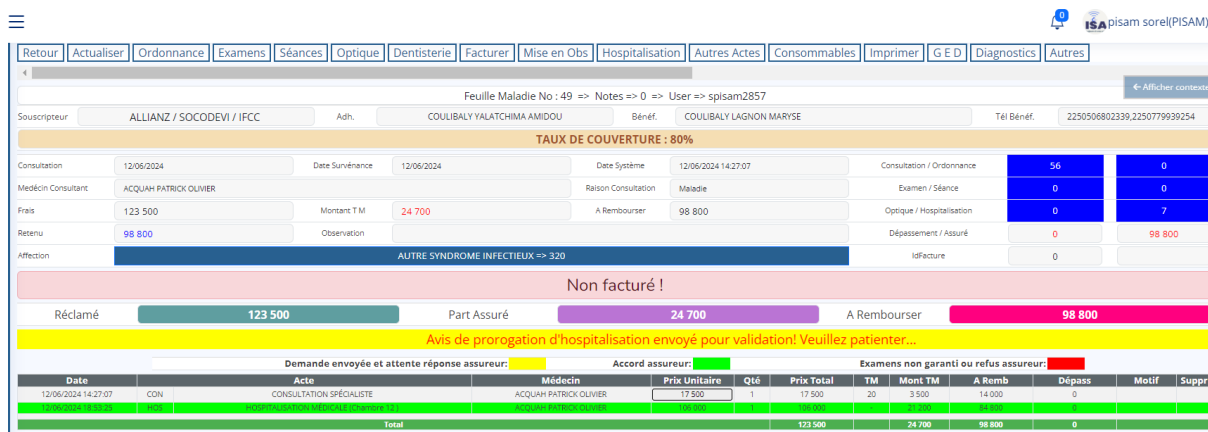 0
ISA pisam sorel(PISAM)
Retour Actualiser Ordonnance Examens Séances Optique Dentisterie Facturer Mise en Obs Hospitalisation Autres Actes Consommables Imprimer G E D Diagnostics Autres
← Afficher contexte
Feuille Maladie No : 49 => Notes => 0 => User => spisam2857
Souscripteur ALLIANZ / SOCODEVI / IFCC Adh. COULIBALY YALATCHIMA AMIDOU Bénéf. COULIBALY LAGNON MARYSE Tél Bénéf. 2250506802339,2250779939254
TAUX DE COUVERTURE : 80%
Consultation 12/06/2024 Date Survénance 12/06/2024 Date Système 12/06/2024 14:27:07 Consultation / Ordonnance 56 0
Medécin Consultant ACQUAH PATRICK OLIVIER Raison Consultation Maladie Examen / Séance 0 0
Frais 123 500 Montant T M 24 700 A Rembourser 98 800 Optique / Hospitalisation 0 7
Retenu 98 800 Observation Dépassement / Assuré 0 98 800
Affection AUTRE SYNDROME INFECTIEUX => 320 IdFacture 0
Non facturé !
Réclamé 123 500 Part Assuré 24 700 A Rembourser 98 800
Avis de prorogation d'hospitalisation envoyé pour validation! Veuillez patienter...
Demande envoyée et attente réponse assureur: Accord assureur: Examens non garanti ou refus assureur:
Date Acte Médecin Prix Unitaire Qté Prix Total TM Mont TM A Remb Dépass Motif Suppr
12/06/2024 14:27:07 CON CONSULTATION SPÉCIALISTE ACQUAH PATRICK OLIVIER 17 500 1 17 500 20 3 500 14 000 0
12/06/2024 18:53:25 HOS HOSPITALISATION MÉDICALE (Chambre 12 ) ACQUAH PATRICK OLIVIER 106 000 1 106 000 - 21 200 84 800 0
Total 123 500 24 700 98 800 0